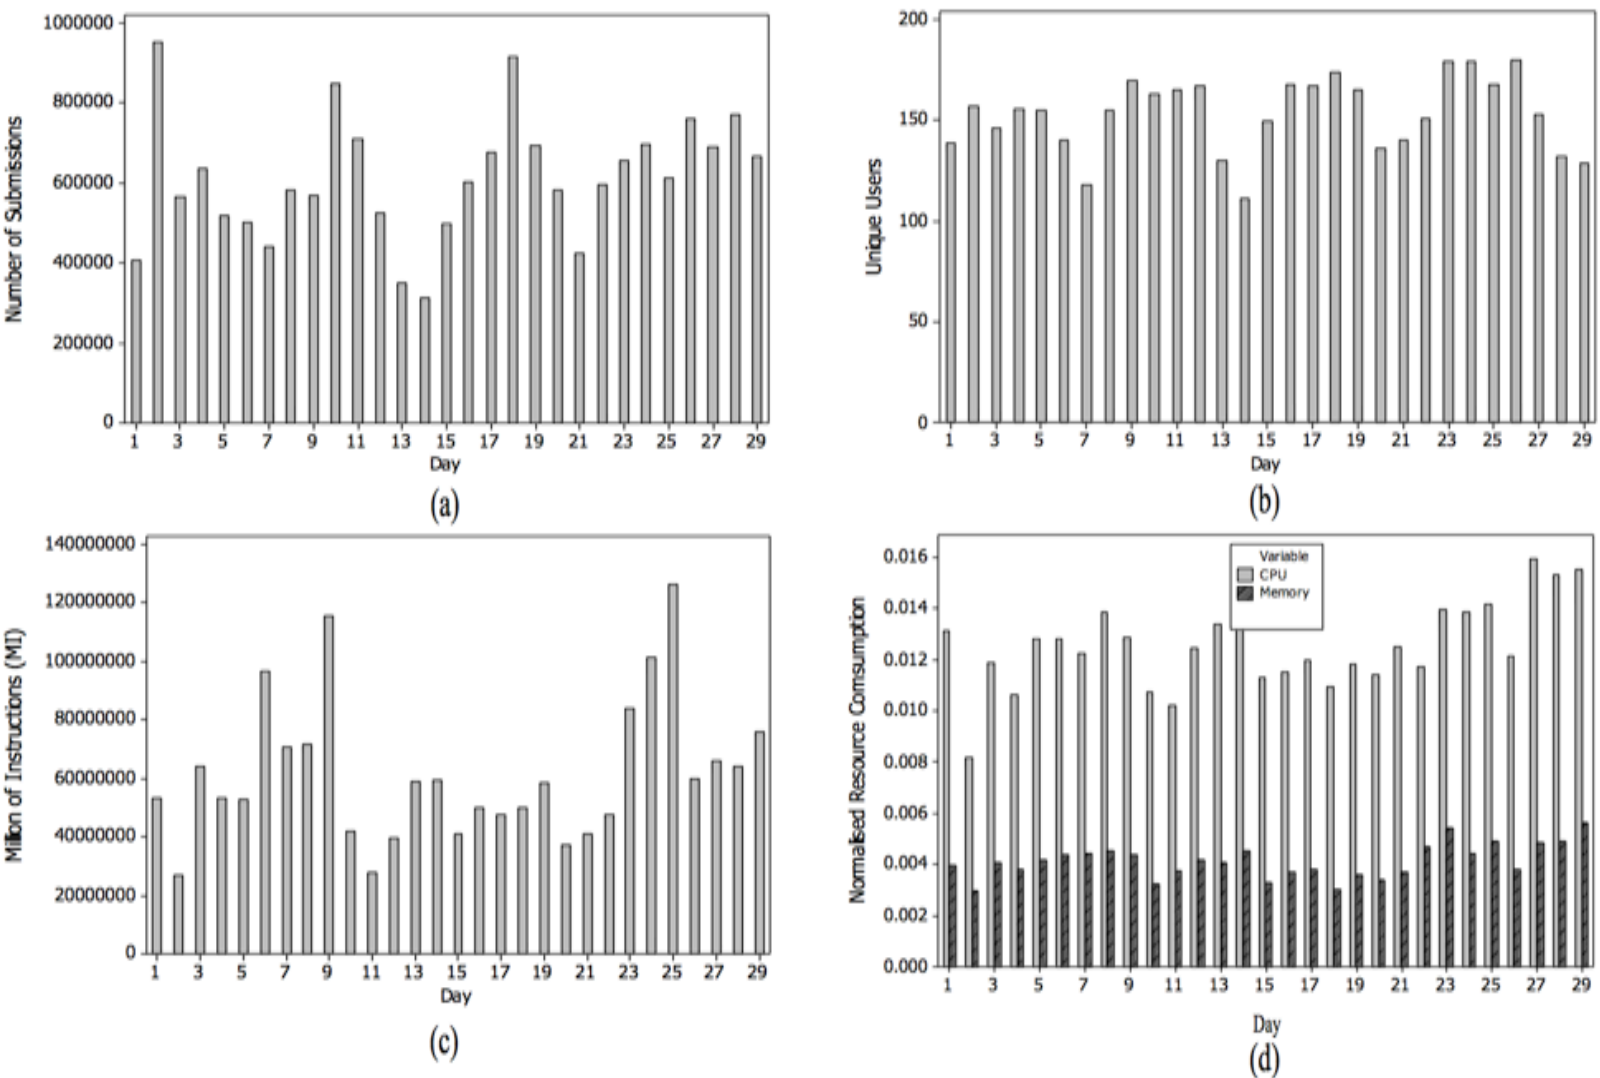 Number of Submissions
1000000
800000
600000
400000
200000
0
1 3 5 7 9 11 13 15 17 19 21 23 25 27 29
Day
(a)
Unique Users
200
150
100
50
0
1 3 5 7 9 11 13 15 17 19 21 23 25 27 29
Day
(b)
Million of Instructions (MI)
140000000
120000000
100000000
80000000
60000000
40000000
20000000
0
1 3 5 7 9 11 13 15 17 19 21 23 25 27 29
Day
(c)
Normalised Resource Comsumption
0.016
0.014
0.012
0.010
0.008
0.006
0.004
0.002
0.000
Variable
CPU
Memory
1 3 5 7 9 11 13 15 17 19 21 23 25 27 29
Day
(d)